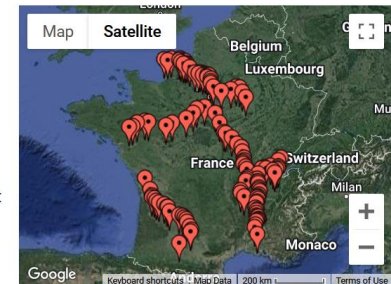 London
Map Satellite
Belgium
Luxembourg
France
Switzerland
Milan
Monaco
+
−
Google
Keyboard shortcuts Map Data 200 km Terms of Use